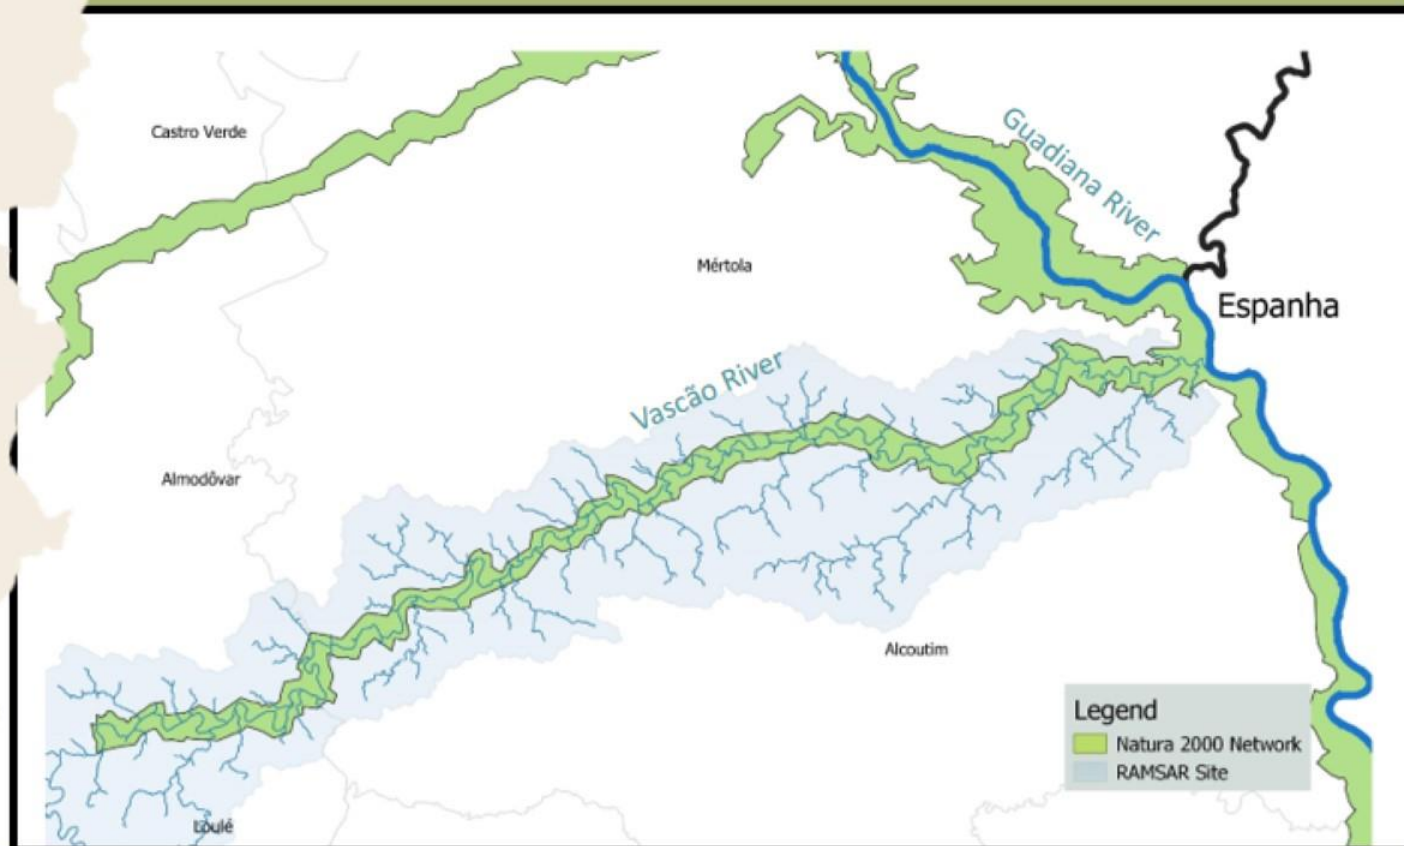 Castro Verde
Guadiana River
Mértola
Espanha
Vascão River
Almodôvar
Alcoutim
Legend
Natura 2000 Network
RAMSAR Site
Loulé